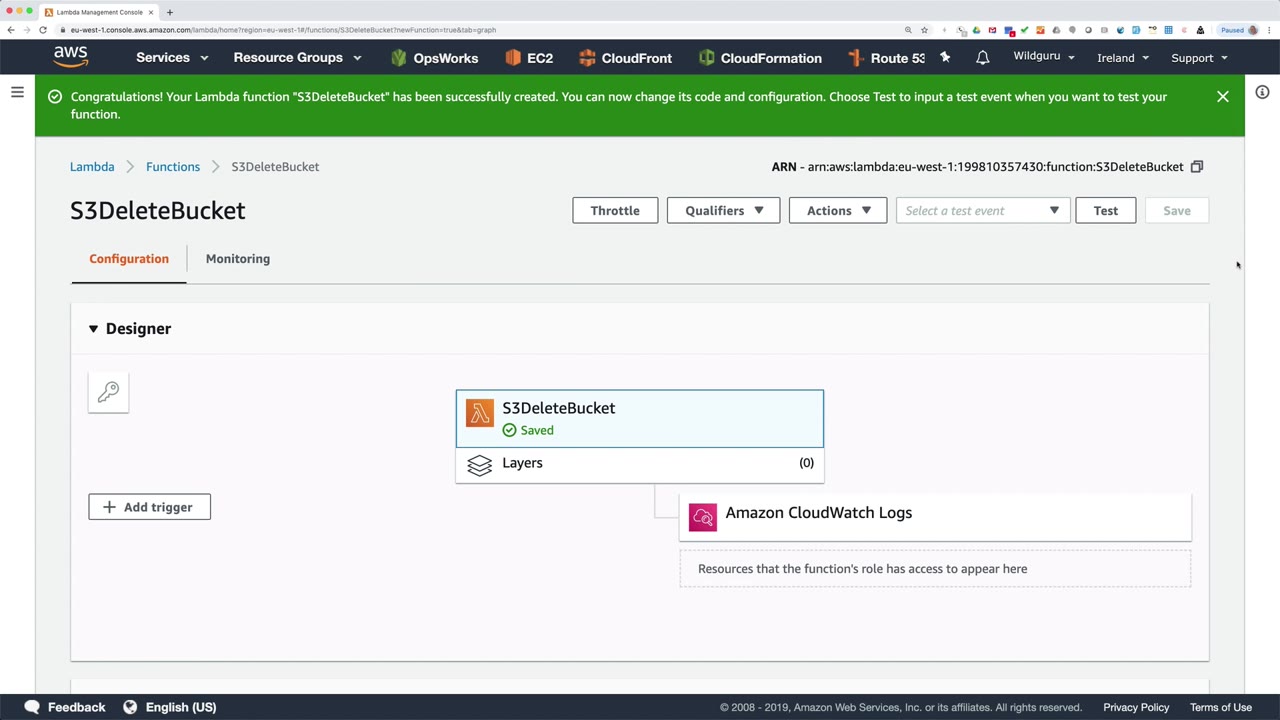 Lambda Management Console
eu-west-1.console.aws.amazon.com/lambda/home?region=eu-west-1#/functions/S3DeleteBucket?newFunction=true&tab=graph
Paused
aws
Services
Resource Groups
OpsWorks
EC2
CloudFront
CloudFormation
Route 53
Wildguru
Ireland
Support
Congratulations! Your Lambda function "S3DeleteBucket" has been successfully created. You can now change its code and configuration. Choose Test to input a test event when you want to test your
function.
Lambda
Functions
S3DeleteBucket
ARN - arn:aws:lambda:eu-west-1:199810357430:function:S3DeleteBucket
S3DeleteBucket
Throttle
Qualifiers
Actions
Select a test event
Test
Save
Configuration
Monitoring
Designer
S3DeleteBucket
Saved
Layers
(0)
Add trigger
Amazon CloudWatch Logs
Resources that the function's role has access to appear here
Feedback
English (US)
© 2008 - 2019, Amazon Web Services, Inc. or its affiliates. All rights reserved.
Privacy Policy
Terms of Use